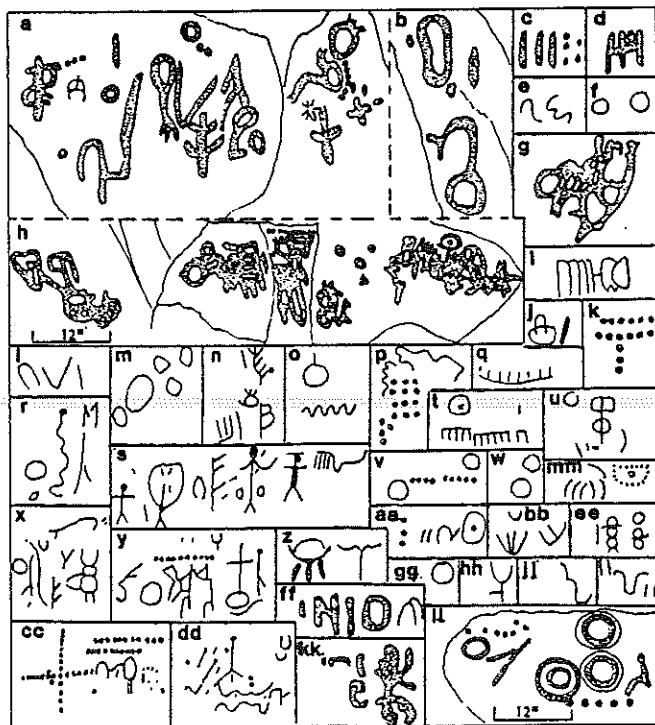 a b c d
e f
g
h i
12"
j k
l m n o p q
r t u
s v w mm
x y z aa bb ee
gg hh jj
ff
cc dd kk ll
12"